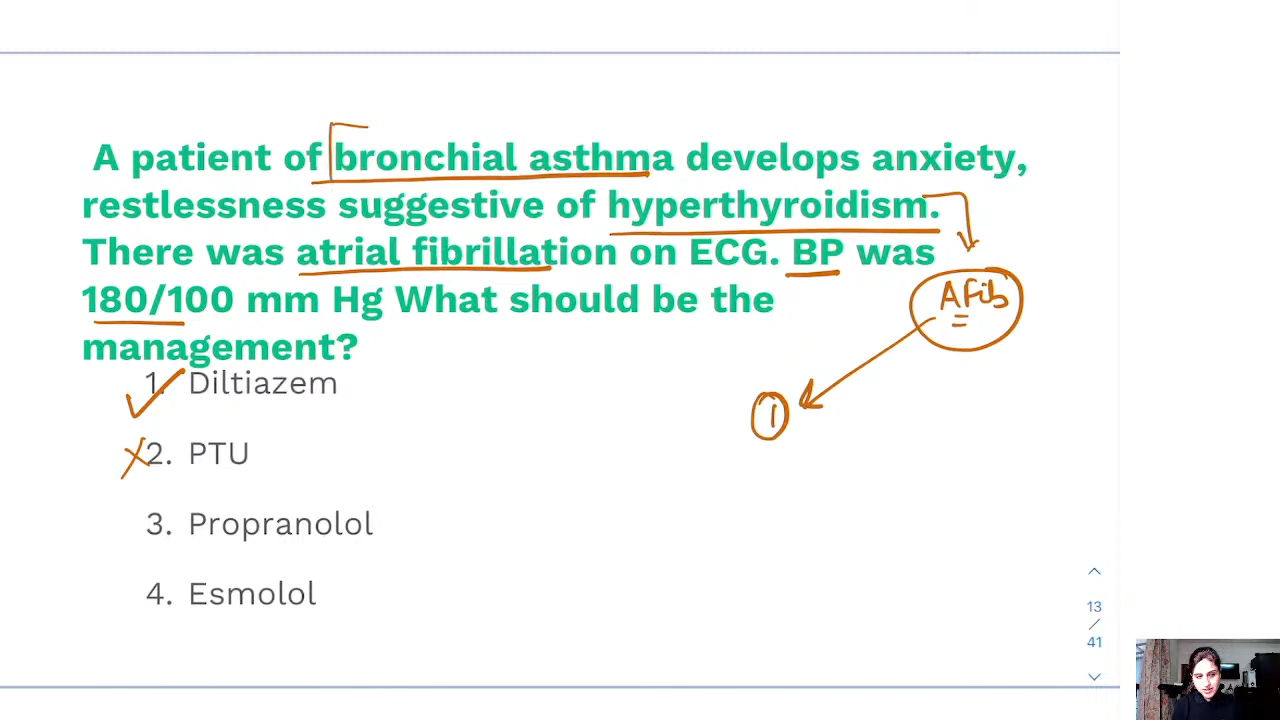 A patient of bronchial asthma develops anxiety,
restlessness suggestive of hyperthyroidism.
There was atrial fibrillation on ECG. BP was
180/100 mm Hg What should be the
management?
AFib
1. Diltiazem
1
2. PTU
3. Propranolol
4. Esmolol
13
/
41